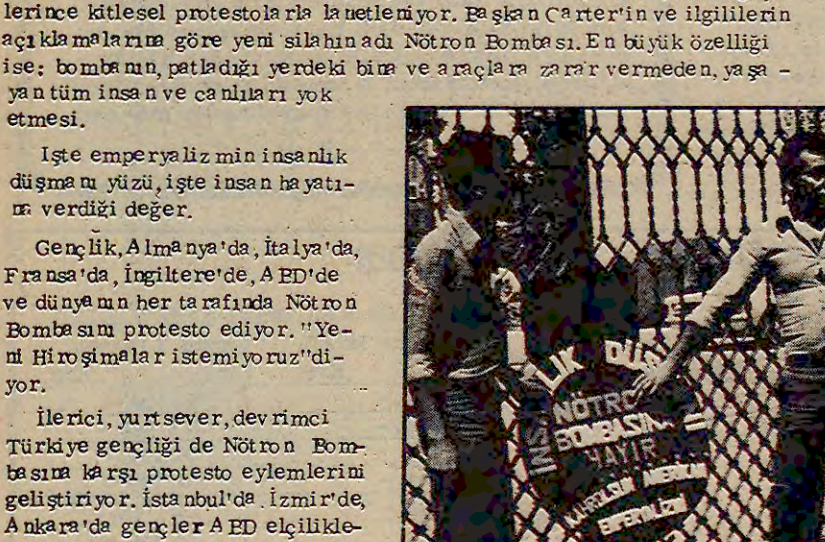 lerince kitlesel protestolarla lanetleniyor. Başkan Carter'in ve ilgililerin
açıklamalarına göre yeni silahın adı Nötron Bombası. En büyük özelliği
ise: bombanın, patladığı yerdeki bina ve araçlara zarar vermeden, yaşa -
yan tüm insan ve canlıları yok
etmesi.
Işte emperyalizmin insanlık
düşmanı yüzü, işte insan hayatı-
na verdiği değer.
Gençlik, Almanya'da, İtalya'da,
Fransa'da, İngiltere'de, ABD'de
ve dünyanın her tarafında Nötron
Bombasını protesto ediyor. "Ye-
ni Hiroşimalar istemiyoruz" di-
yor.
İlerici, yurtsever, devrimci
Türkiye gençliği de Nötron Bom-
basına karşı protesto eylemlerini
geliştiriyor. İstanbul'da. İzmir'de,
Ankara'da gençler ABD elçilikle-
BOMBASINA
HAYIR